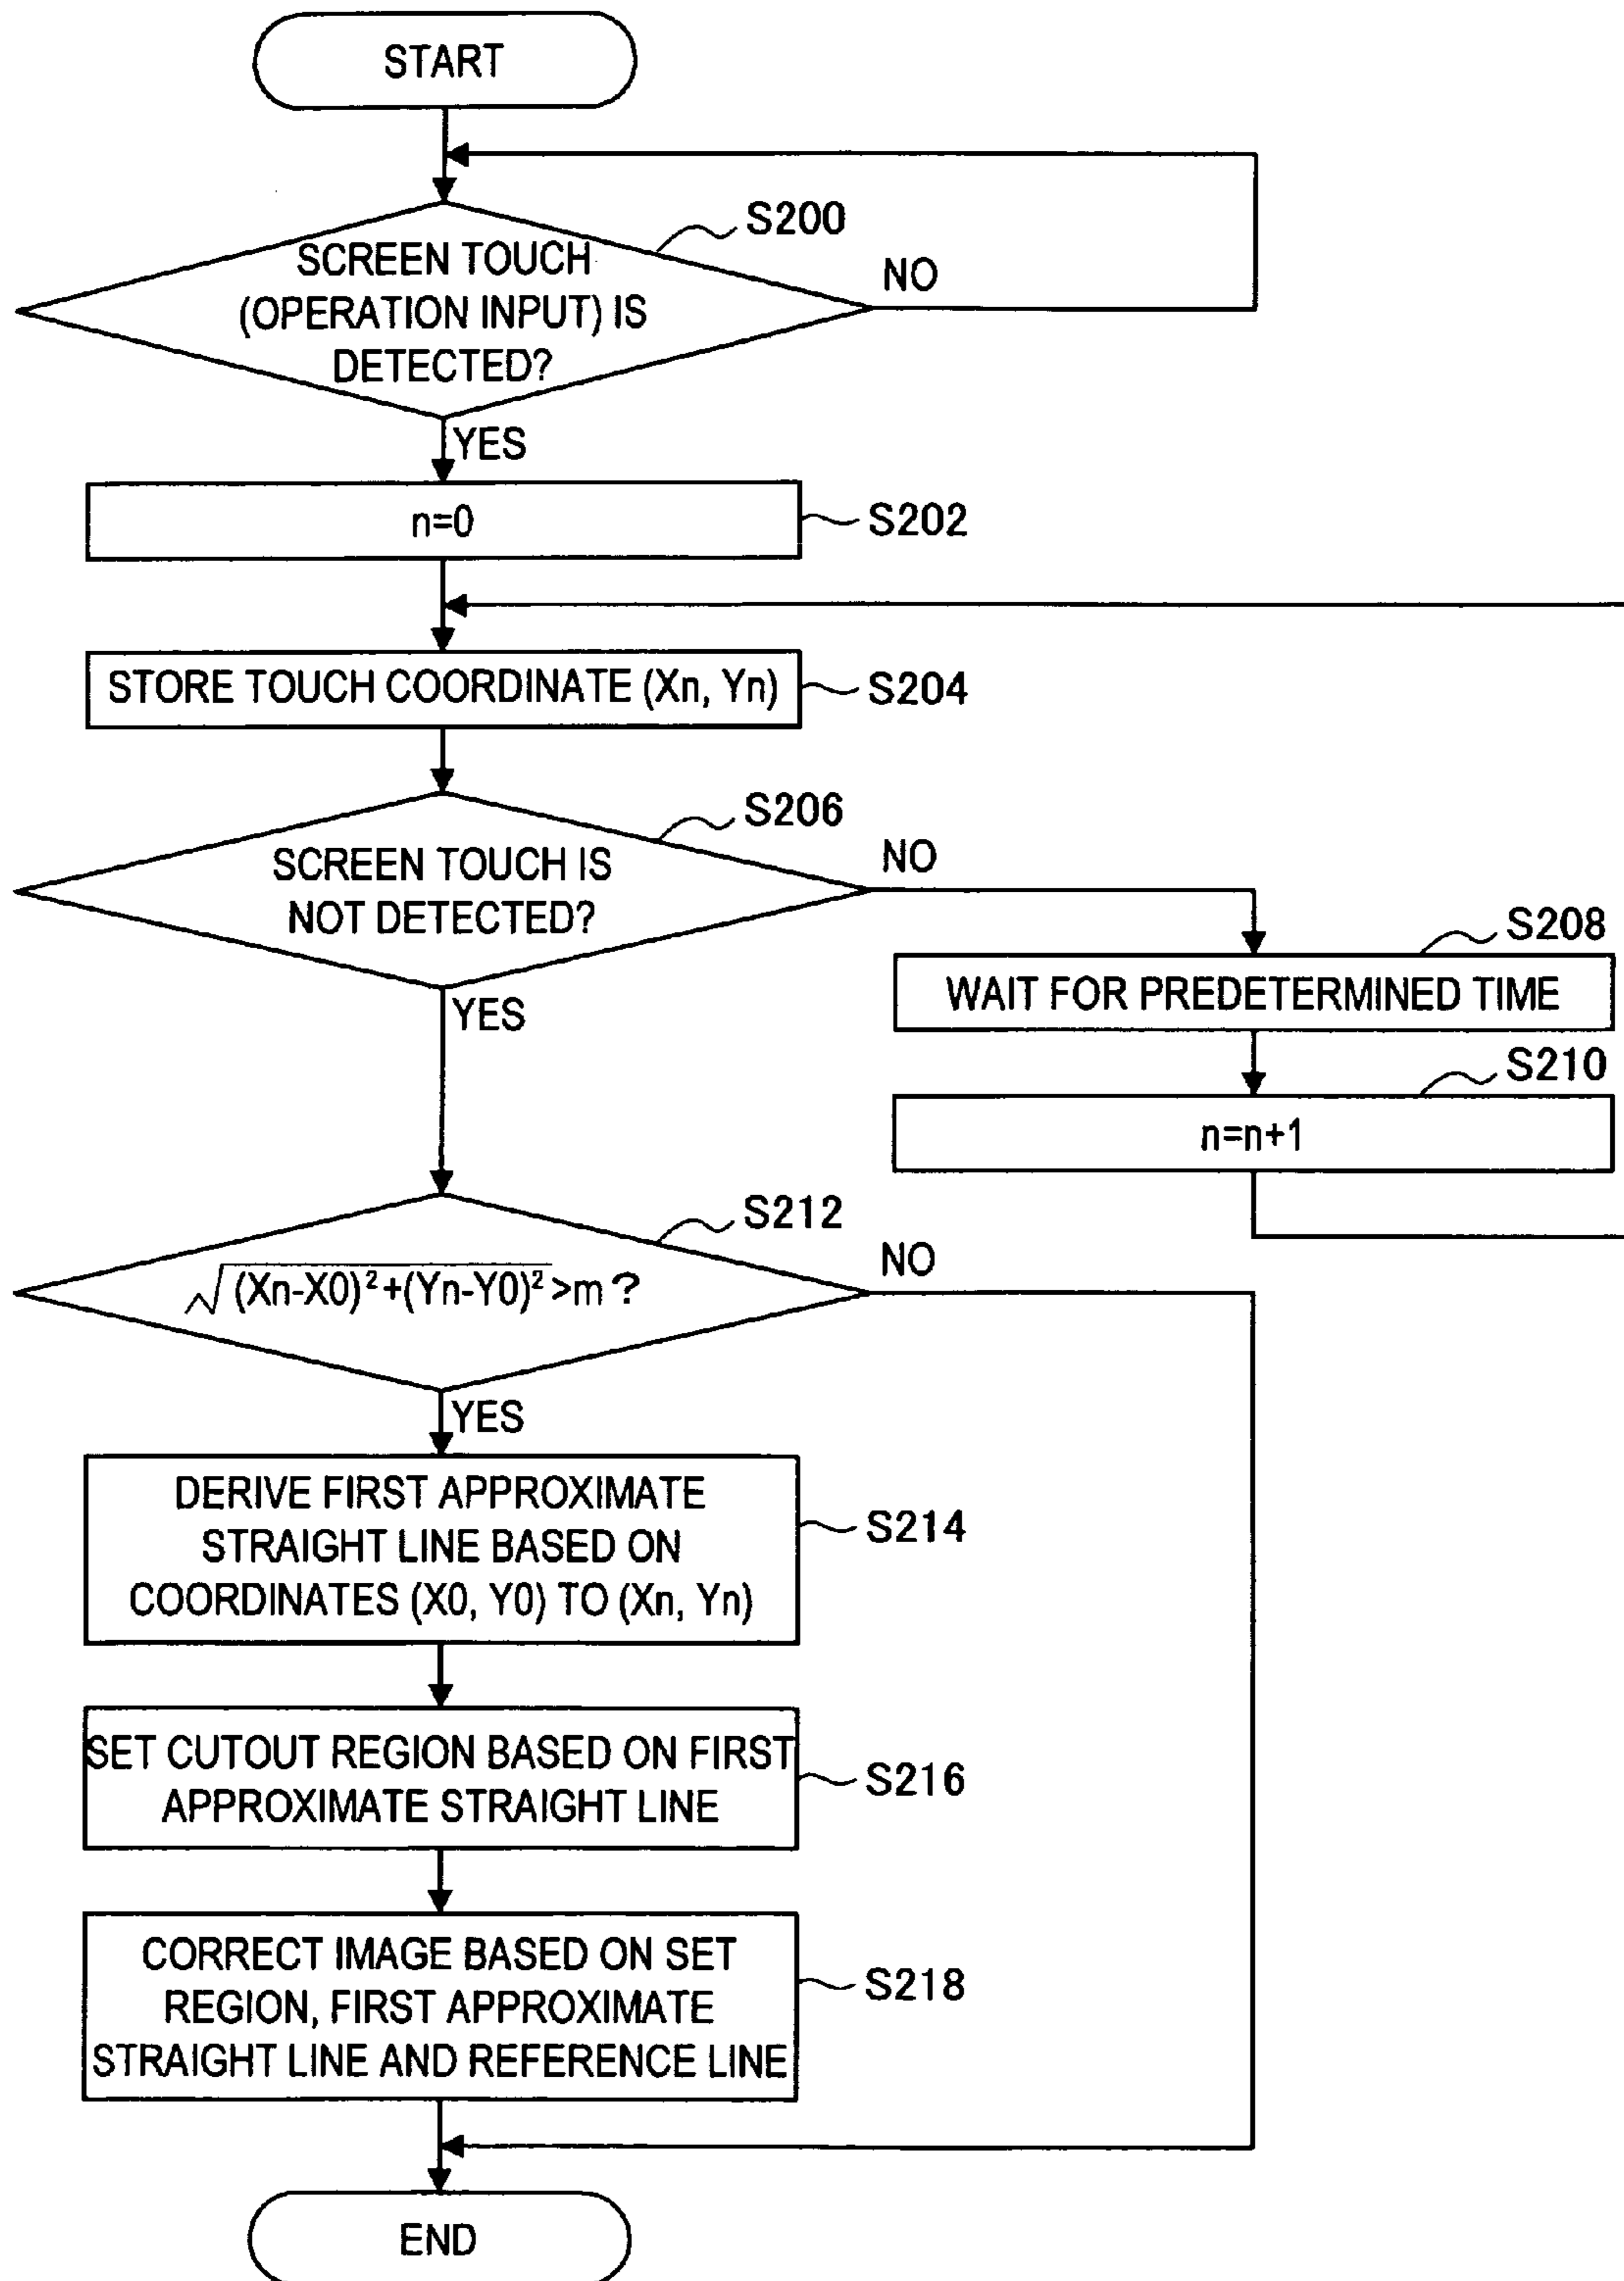 START
S200
SCREEN TOUCH
(OPERATION INPUT) IS
DETECTED?
NO
YES
n=0
S202
STORE TOUCH COORDINATE (Xn, Yn)
S204
S206
SCREEN TOUCH IS
NOT DETECTED?
NO
YES
S208
WAIT FOR PREDETERMINED TIME
S210
n=n+1
S212
√(Xn-X0)²+(Yn-Y0)²>m?
NO
YES
DERIVE FIRST APPROXIMATE
STRAIGHT LINE BASED ON
COORDINATES (X0, Y0) TO (Xn, Yn)
S214
SET CUTOUT REGION BASED ON FIRST
APPROXIMATE STRAIGHT LINE
S216
CORRECT IMAGE BASED ON SET
REGION, FIRST APPROXIMATE
STRAIGHT LINE AND REFERENCE LINE
S218
END